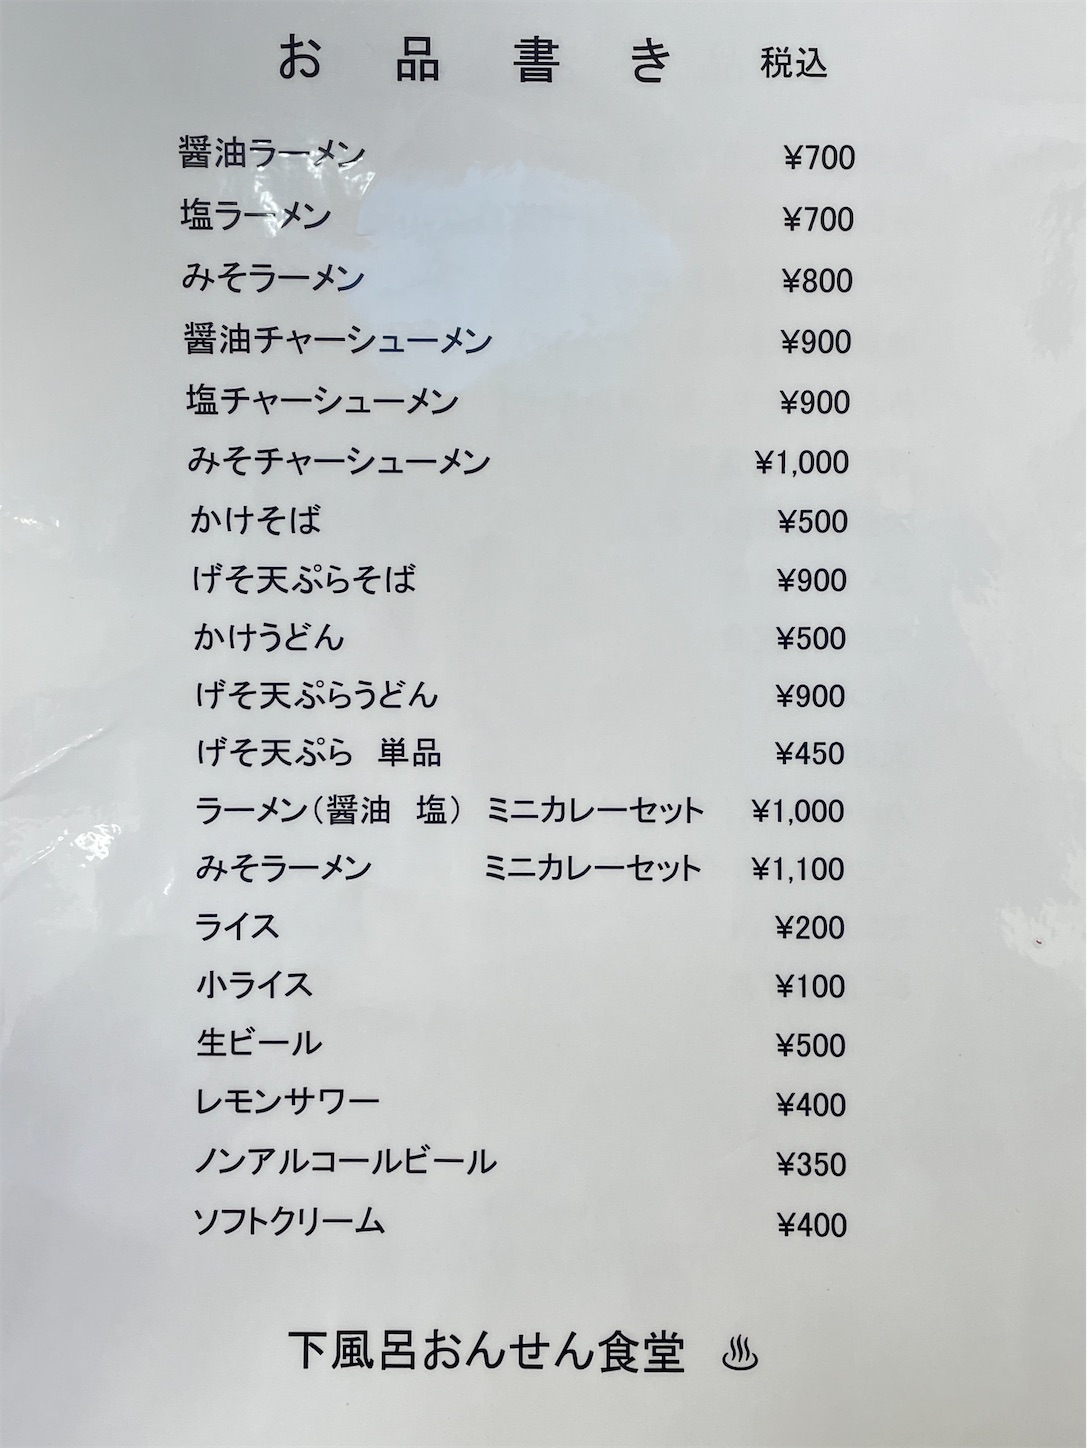 お品書き 税込
醤油ラーメン ¥700
塩ラーメン ¥700
みそラーメン ¥800
醤油チャーシューメン ¥900
塩チャーシューメン ¥900
みそチャーシューメン ¥1,000
かけそば ¥500
げそ天ぷらそば ¥900
かけうどん ¥500
げそ天ぷらうどん ¥900
げそ天ぷら 単品 ¥450
ラーメン(醤油 塩) ミニカレーセット ¥1,000
みそラーメン ミニカレーセット ¥1,100
ライス ¥200
小ライス ¥100
生ビール ¥500
レモンサワー ¥400
ノンアルコールビール ¥350
ソフトクリーム ¥400
下風呂おんせん食堂 ♨